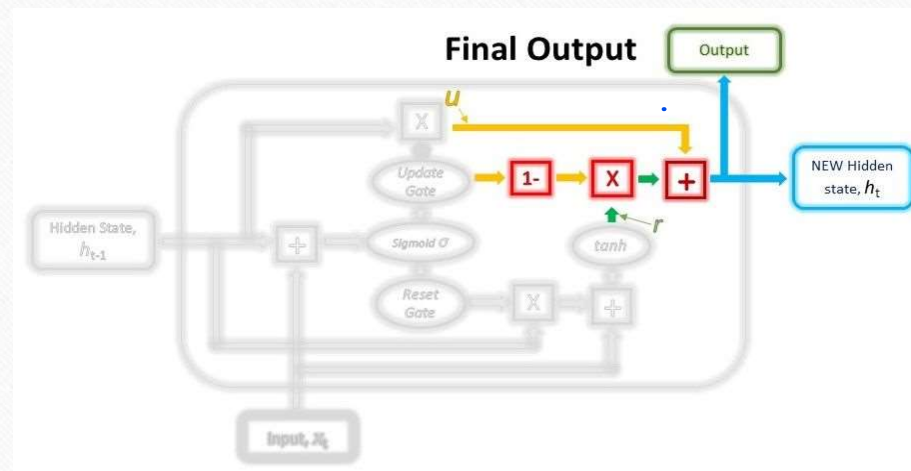 Final Output
Output
u
X
Update
Gate
1-
X
+
NEW Hidden
state, ht
Hidden State,
ht-1
+
Sigmoid σ
r
tanh
Reset
Gate
X
+
Input, Xt